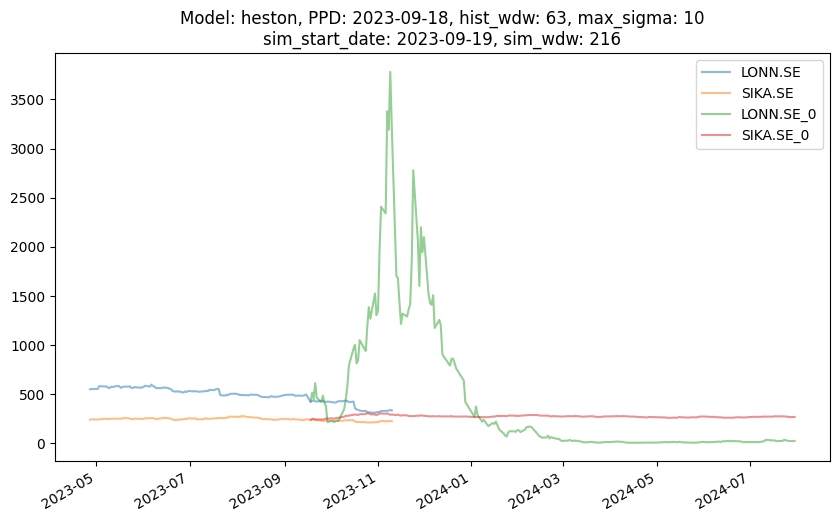 Model: heston, PPD: 2023-09-18, hist_wdw: 63, max_sigma: 10
sim_start_date: 2023-09-19, sim_wdw: 216
LONN.SE
SIKA.SE
LONN.SE_0
SIKA.SE_0
3500
3000
2500
2000
1500
1000
500
0
2023-05
2023-07
2023-09
2023-11
2024-01
2024-03
2024-05
2024-07